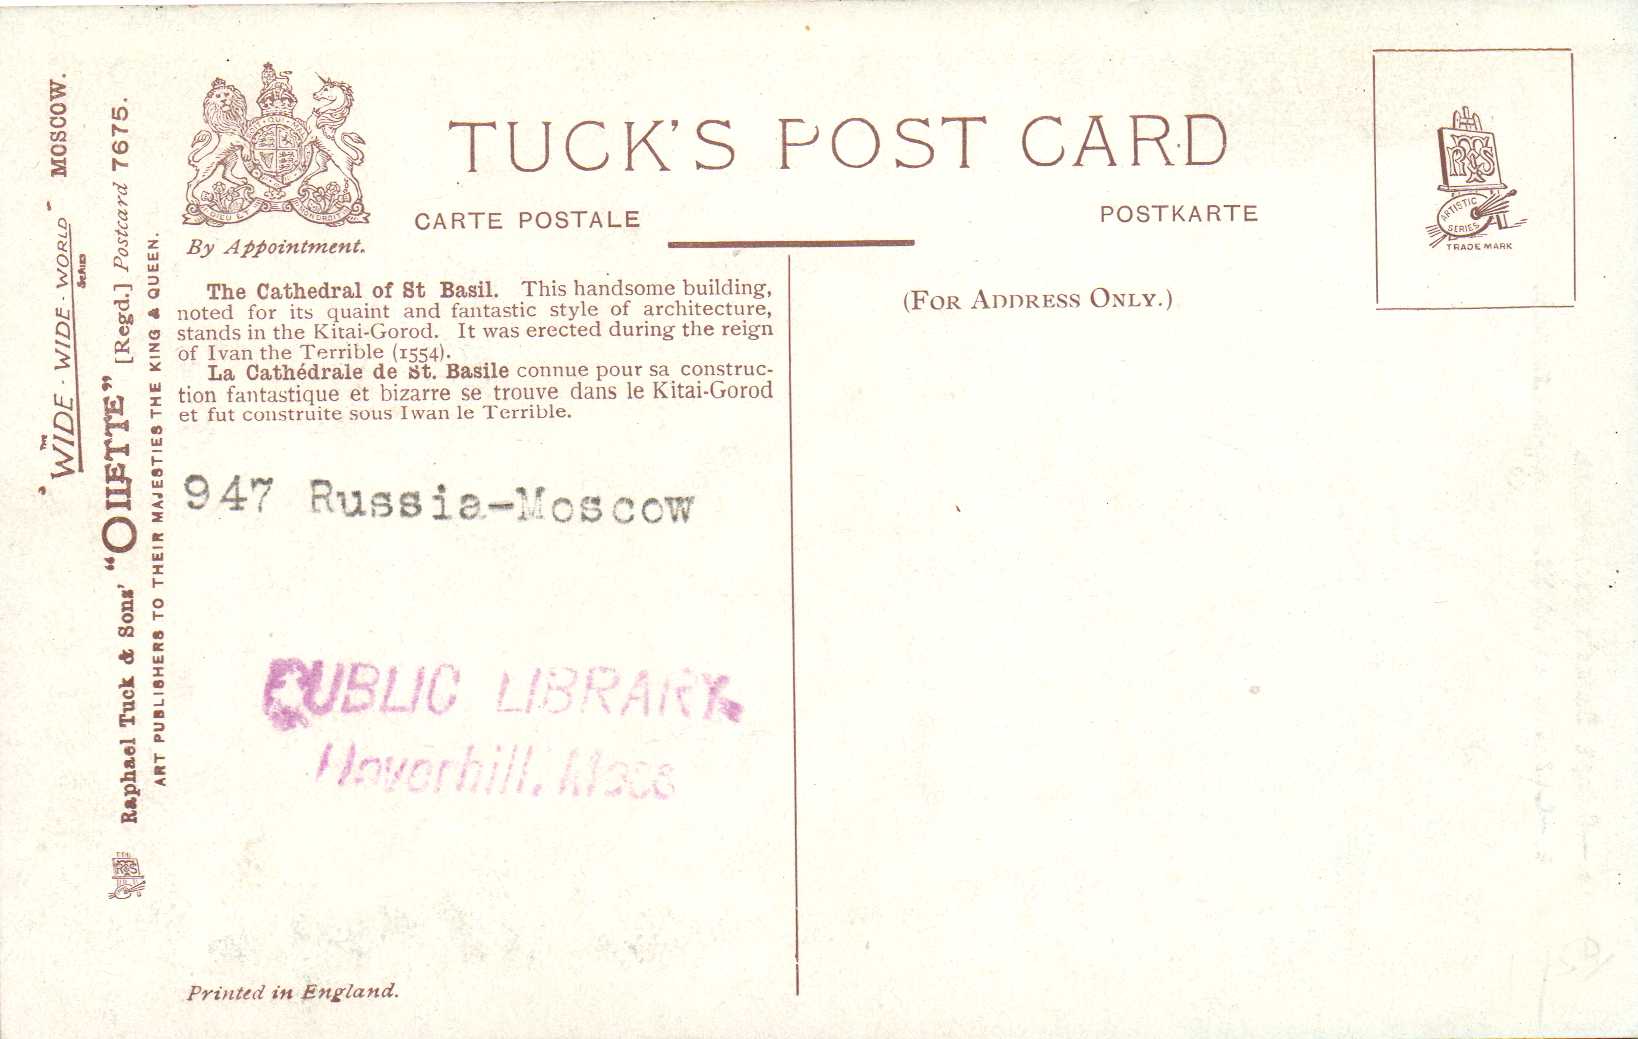 THE
"WIDE-WIDE-WORLD" MOSCOW.
SERIES
Raphael Tuck & Sons' "OILETTE" [Regd.] Postcard 7675.
ART PUBLISHERS TO THEIR MAJESTIES THE KING & QUEEN.
DIEU ET MON DROIT
By Appointment.
TUCK'S POST CARD
CARTE POSTALE
POSTKARTE
The Cathedral of St Basil. This handsome building,
noted for its quaint and fantastic style of architecture,
stands in the Kitai-Gorod. It was erected during the reign
of Ivan the Terrible (1554).
La Cathédrale de St. Basile connue pour sa construc-
tion fantastique et bizarre se trouve dans le Kitai-Gorod
et fut construite sous Iwan le Terrible.
947 Russia-Moscow
PUBLIC LIBRARY
Haverhill, Mass
Printed in England.
(FOR ADDRESS ONLY.)
ARTISTIC
SERIES
TRADE MARK